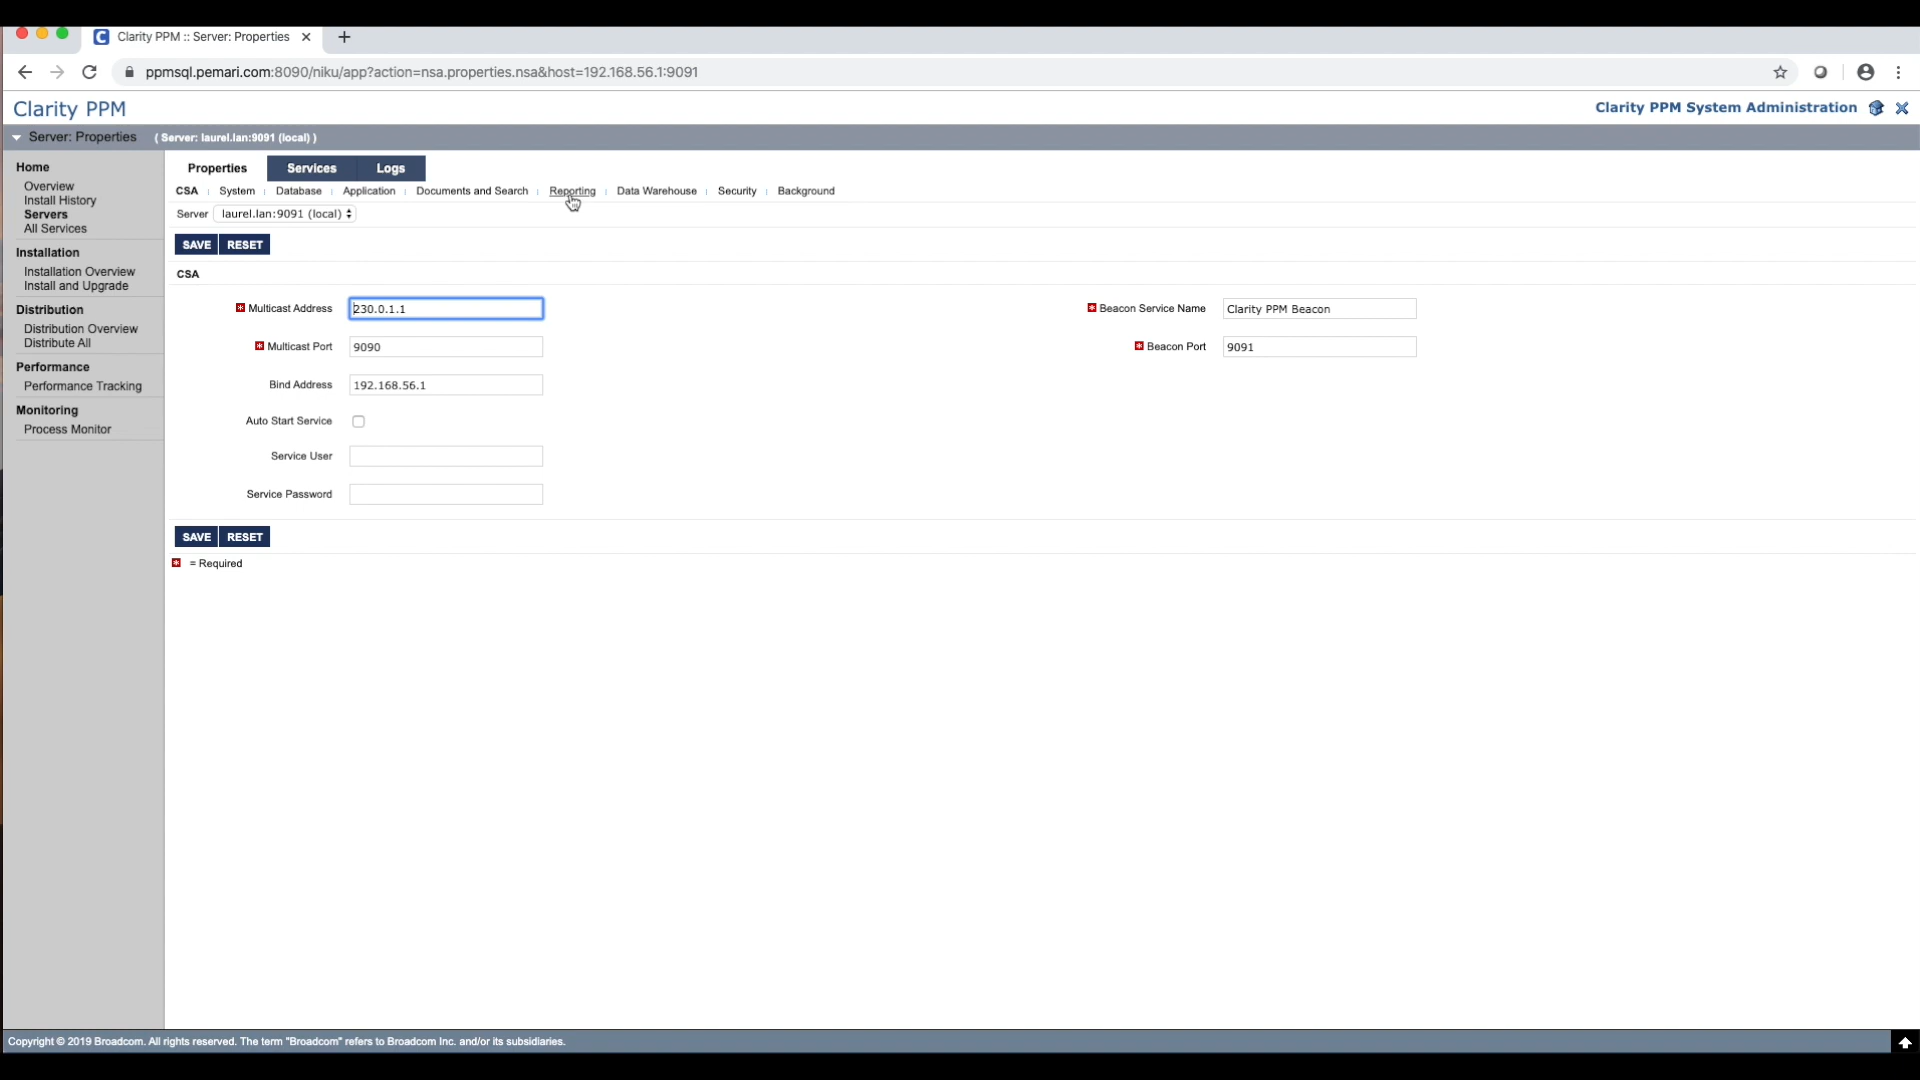 Clarity PPM :: Server: Properties
ppmsql.pemari.com:8090/niku/app?action=nsa.properties.nsa&host=192.168.56.1:9091
Clarity PPM
Clarity PPM System Administration
Server: Properties ( Server: laurel.lan:9091 (local) )
Home
Overview
Install History
Servers
All Services
Installation
Installation Overview
Install and Upgrade
Distribution
Distribution Overview
Distribute All
Performance
Performance Tracking
Monitoring
Process Monitor
Properties Services Logs
CSA System Database Application Documents and Search Reporting Data Warehouse Security Background
Server laurel.lan:9091 (local)
SAVE RESET
CSA
Multicast Address 230.0.1.1
Beacon Service Name Clarity PPM Beacon
Multicast Port 9090
Beacon Port 9091
Bind Address 192.168.56.1
Auto Start Service
Service User
Service Password
SAVE RESET
= Required
Copyright © 2019 Broadcom. All rights reserved. The term "Broadcom" refers to Broadcom Inc. and/or its subsidiaries.